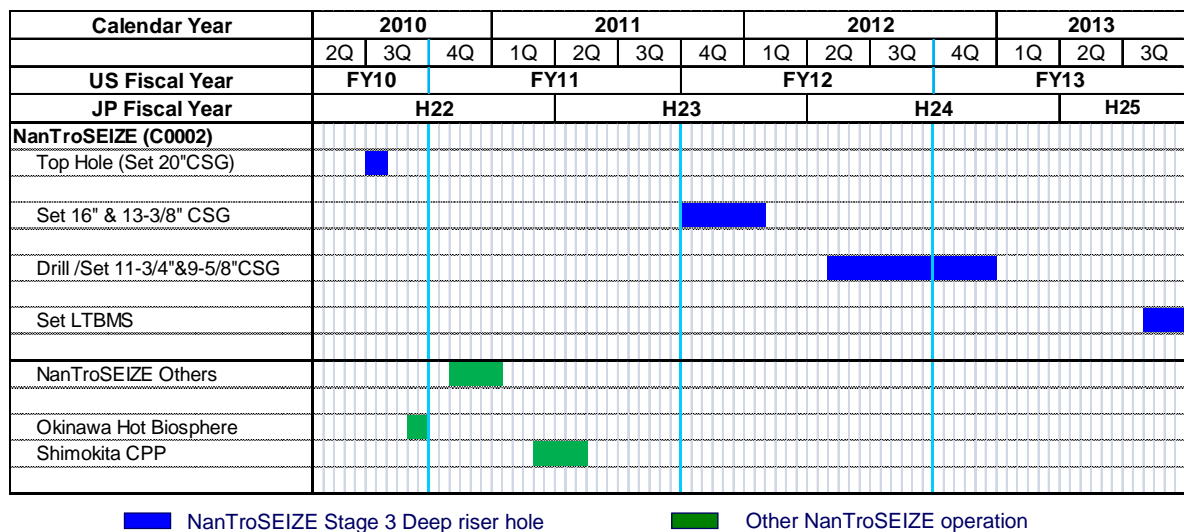 Calendar Year 2010 2011 2012 2013
2Q 3Q 4Q 1Q 2Q 3Q 4Q 1Q 2Q 3Q 4Q 1Q 2Q 3Q
US Fiscal Year FY10 FY11 FY12 FY13
JP Fiscal Year H22 H23 H24 H25
NanTroSEIZE (C0002)
Top Hole (Set 20"CSG)
Set 16" & 13-3/8" CSG
Drill /Set 11-3/4"&9-5/8"CSG
Set LTBMS
NanTroSEIZE Others
Okinawa Hot Biosphere
Shimokita CPP
NanTroSEIZE Stage 3 Deep riser hole Other NanTroSEIZE operation